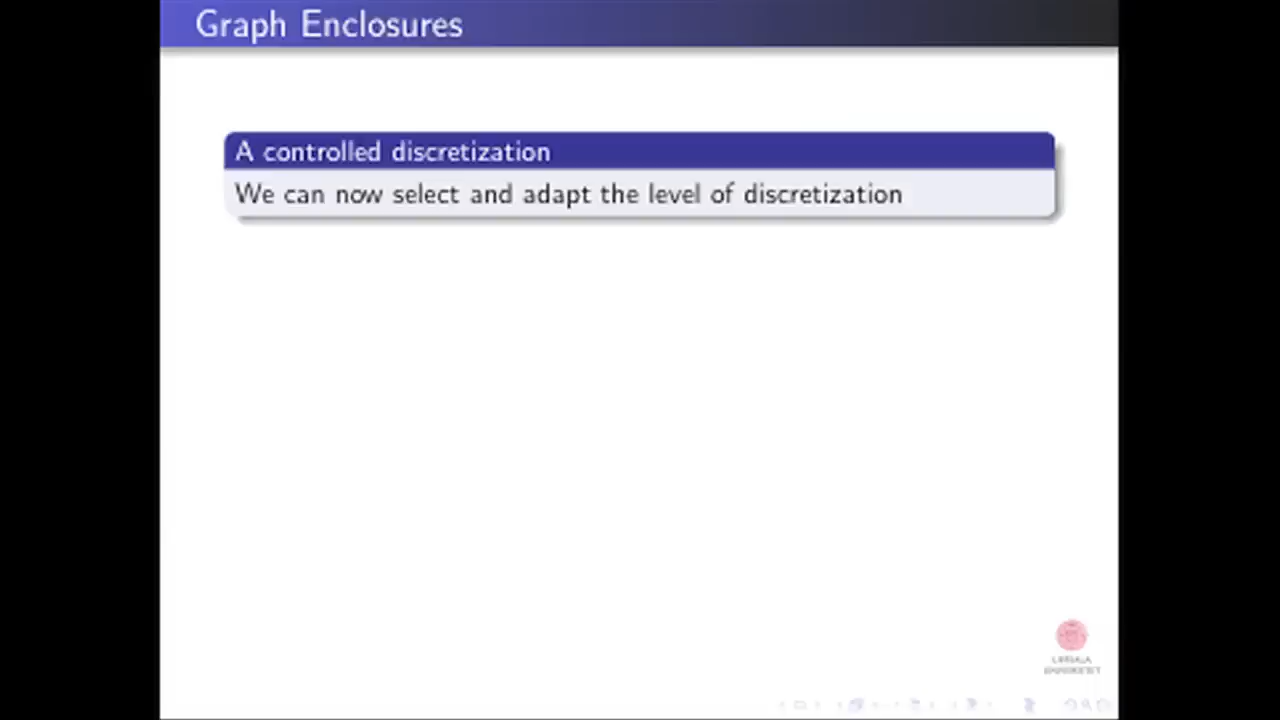 Graph Enclosures
A controlled discretization
We can now select and adapt the level of discretization
UPPSALA
UNIVERSITET